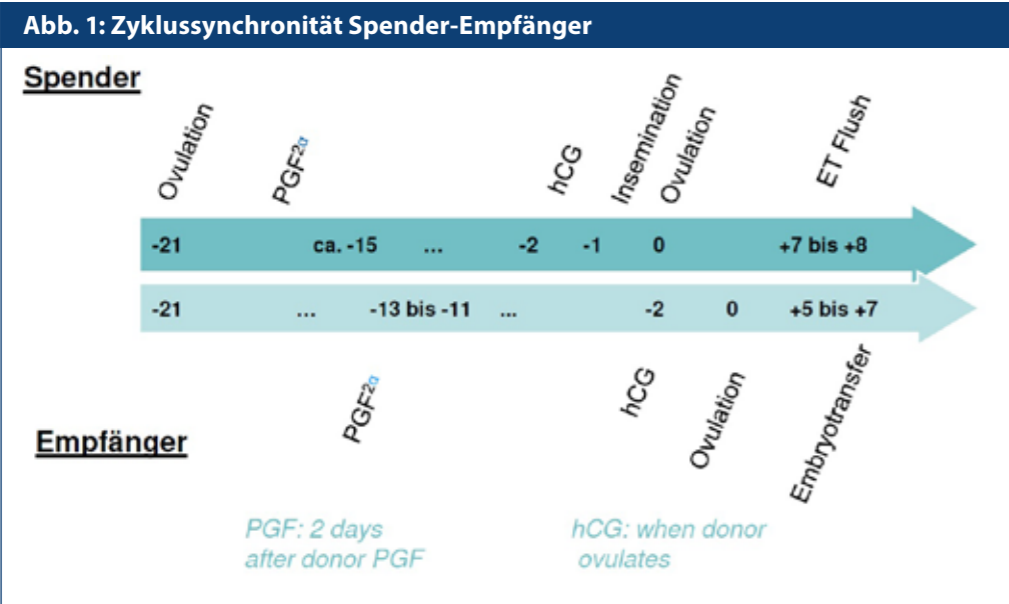 Abb. 1: Zyklussynchronität Spender-Empfänger
Spender
Ovulation
PGF2α
hCG
Insemination
Ovulation
ET Flush
-21 ca. -15 ... -2 -1 0 +7 bis +8
-21 ... -13 bis -11 ... -2 0 +5 bis +7
PGF2α
hCG
Ovulation
Embryotransfer
Empfänger
PGF: 2 days
after donor PGF
hCG: when donor
ovulates